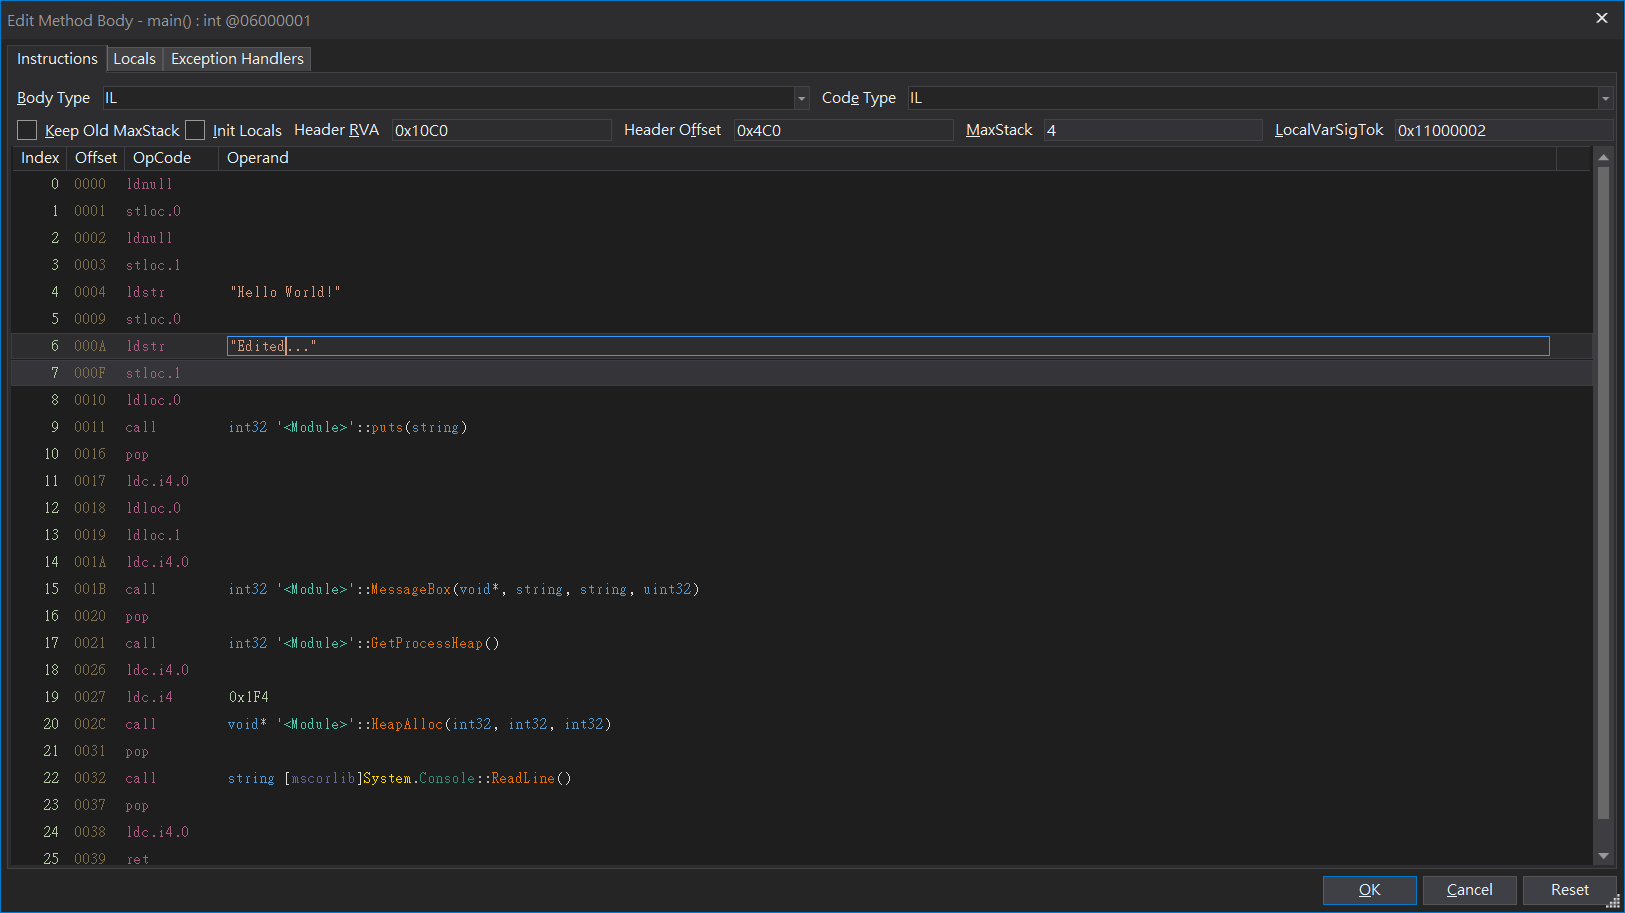 Edit Method Body - main() : int @06000001
Instructions Locals Exception Handlers
Body Type IL Code Type IL
Keep Old MaxStack Init Locals Header RVA 0x10C0 Header Offset 0x4C0 MaxStack 4 LocalVarSigTok 0x11000002
Index Offset OpCode Operand
0 0000 ldnull
1 0001 stloc.0
2 0002 ldnull
3 0003 stloc.1
4 0004 ldstr "Hello World!"
5 0009 stloc.0
6 000A ldstr "Edited..."
7 000F stloc.1
8 0010 ldloc.0
9 0011 call int32 '<Module>'::puts(string)
10 0016 pop
11 0017 ldc.i4.0
12 0018 ldloc.0
13 0019 ldloc.1
14 001A ldc.i4.0
15 001B call int32 '<Module>'::MessageBox(void*, string, string, uint32)
16 0020 pop
17 0021 call int32 '<Module>'::GetProcessHeap()
18 0026 ldc.i4.0
19 0027 ldc.i4 0x1F4
20 002C call void* '<Module>'::HeapAlloc(int32, int32, int32)
21 0031 pop
22 0032 call string [mscorlib]System.Console::ReadLine()
23 0037 pop
24 0038 ldc.i4.0
25 0039 ret
OK Cancel Reset